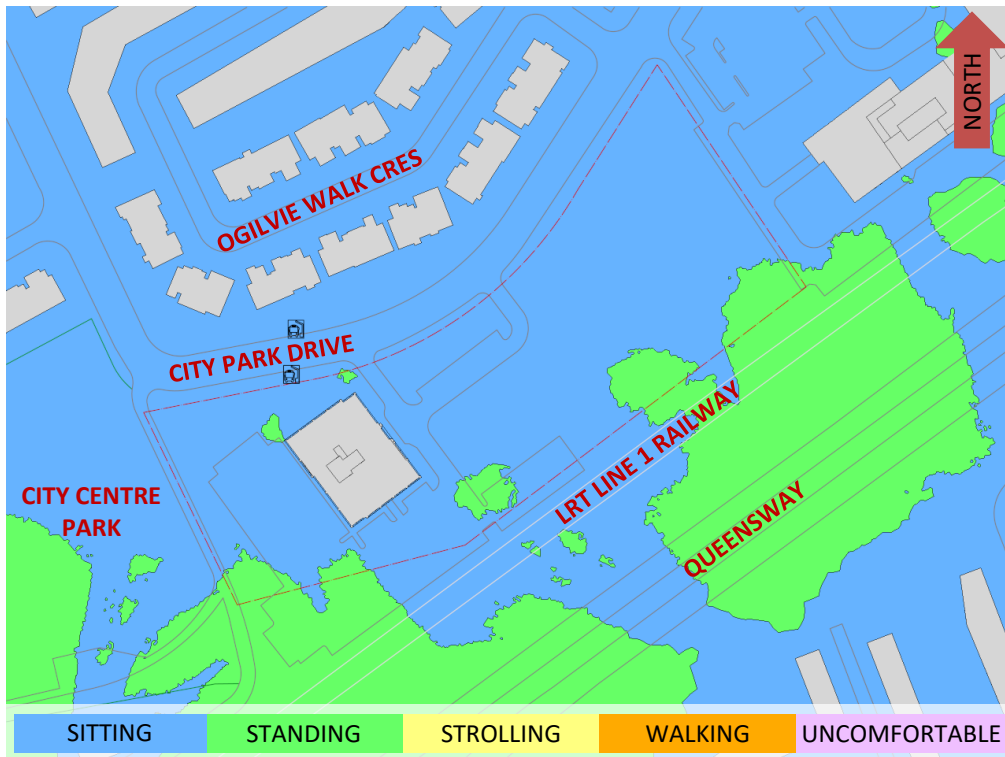 NORTH
OGILVIE WALK CRES
CITY PARK DRIVE
CITY CENTRE
PARK
LRT LINE 1 RAILWAY
QUEENSWAY
SITTING
STANDING
STROLLING
WALKING
UNCOMFORTABLE